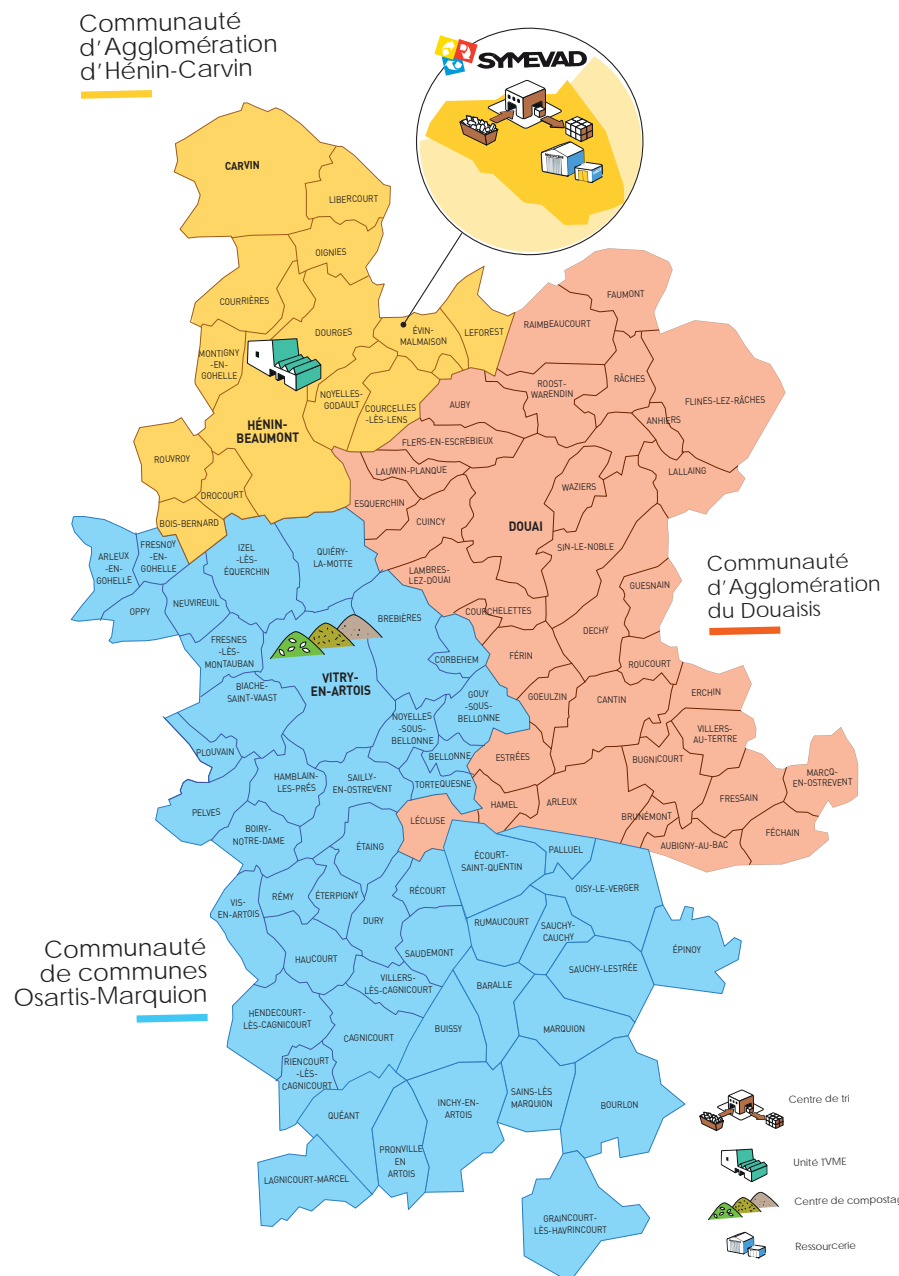 Communauté
d'Agglomération
d'Hénin-Carvin
SYMEVAD
CARVIN
LIBERCOURT
OIGNIES
COURRIÈRES
DOURGES
ÉVIN-
MALMAISON
LEFOREST
MONTIGNY
-EN-
GOHELLE
NOYELLES-
GODAULT
COURCELLES
-LÈS-LENS
HÉNIN-
BEAUMONT
ROUVROY
DROCOURT
BOIS-BERNARD
FAUMONT
RAIMBEAUCOURT
RÂCHES
ROOST-
WARENDIN
FLINES-LEZ-RÂCHES
AUBY
ANHIERS
FLERS-EN-ESCREBIEUX
LALLAING
LAUWIN-PLANQUE
WAZIERS
ESQUERCHIN
CUINCY
DOUAI
SIN-LE-NOBLE
LAMBRES-
LEZ-DOUAI
GUESNAIN
COURCHELETTES
DECHY
FÉRIN
ROUCOURT
GOEULZIN
CANTIN
ERCHIN
VILLERS-
AU-TERTRE
ESTRÉES
BUGNICOURT
MARCQ-
EN-OSTREVENT
HAMEL
ARLEUX
FRESSAIN
BRUNÉMONT
FÉCHAIN
AUBIGNY-AU-BAC
LÉCLUSE
Communauté
d'Agglomération
du Douaisis
ARLEUX-
EN-
GOHELLE
FRESNOY
-EN-
GOHELLE
IZEL
-LÈS-
ÉQUERCHIN
QUIÉRY-
LA-MOTTE
OPPY
NEUVIREUIL
BREBIÈRES
FRESNES
-LÈS-
MONTAUBAN
CORBEHEM
VITRY-
EN-ARTOIS
BIACHE-
SAINT-VAAST
GOUY
-SOUS-
BELLONNE
NOYELLES
-SOUS-
BELLONNE
PLOUVAIN
BELLONNE
HAMBLAIN-
LES-PRÉS
SAILLY-
EN-OSTREVENT
TORTEQUESNE
PELVES
BOIRY-
NOTRE-DAME
ÉTAING
ÉCOURT-
SAINT-QUENTIN
PALLUEL
OISY-LE-VERGER
VIS-
EN-ARTOIS
RÉMY
ÉTERPIGNY
RÉCOURT
DURY
RUMAUCOURT
SAUCHY-
CAUCHY
ÉPINOY
HAUCOURT
SAUDEMONT
SAUCHY-LESTRÉE
VILLERS-
LÈS-CAGNICOURT
BARALLE
HENDECOURT-
LÈS-CAGNICOURT
CAGNICOURT
BUISSY
MARQUION
RIENCOURT
-LÈS-
CAGNICOURT
QUÉANT
INCHY-EN-
ARTOIS
SAINS-LÈS
MARQUION
BOURLON
PRONVILLE
EN
ARTOIS
LAGNICOURT-MARCEL
GRAINCOURT-
LÈS-HAVRINCOURT
Communauté
de communes
Osartis-Marquion
Centre de tri
Unité TVME
Centre de compostag
Ressourcerie